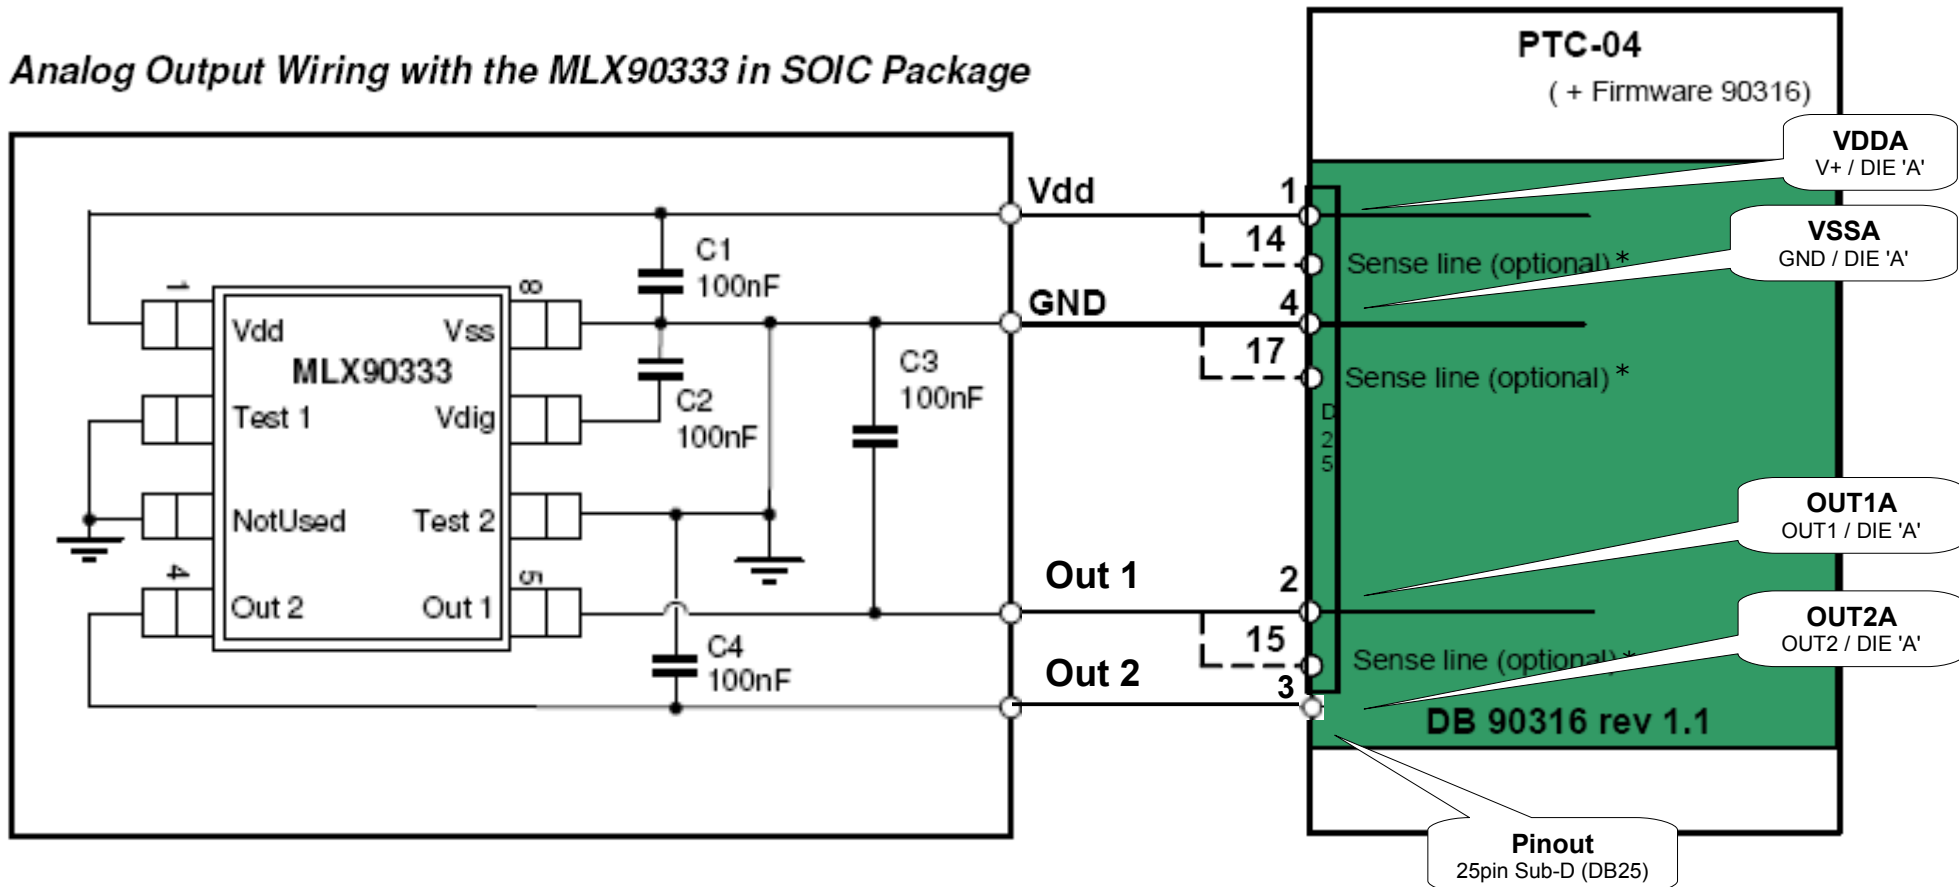 Analog Output Wiring with the MLX90333 in SOIC Package
PTC-04
( + Firmware 90316)
VDDA
V+ / DIE 'A'
VSSA
GND / DIE 'A'
Vdd
1
14
Sense line (optional) *
GND
4
17
Sense line (optional) *
D
2
5
C1
100nF
C2
100nF
C3
100nF
1
8
Vdd
Vss
MLX90333
Test 1
Vdig
NotUsed
Test 2
4
5
Out 2
Out 1
C4
100nF
Out 1
2
15
Sense line (optional) *
Out 2
3
OUT1A
OUT1 / DIE 'A'
OUT2A
OUT2 / DIE 'A'
DB 90316 rev 1.1
Pinout
25pin Sub-D (DB25)